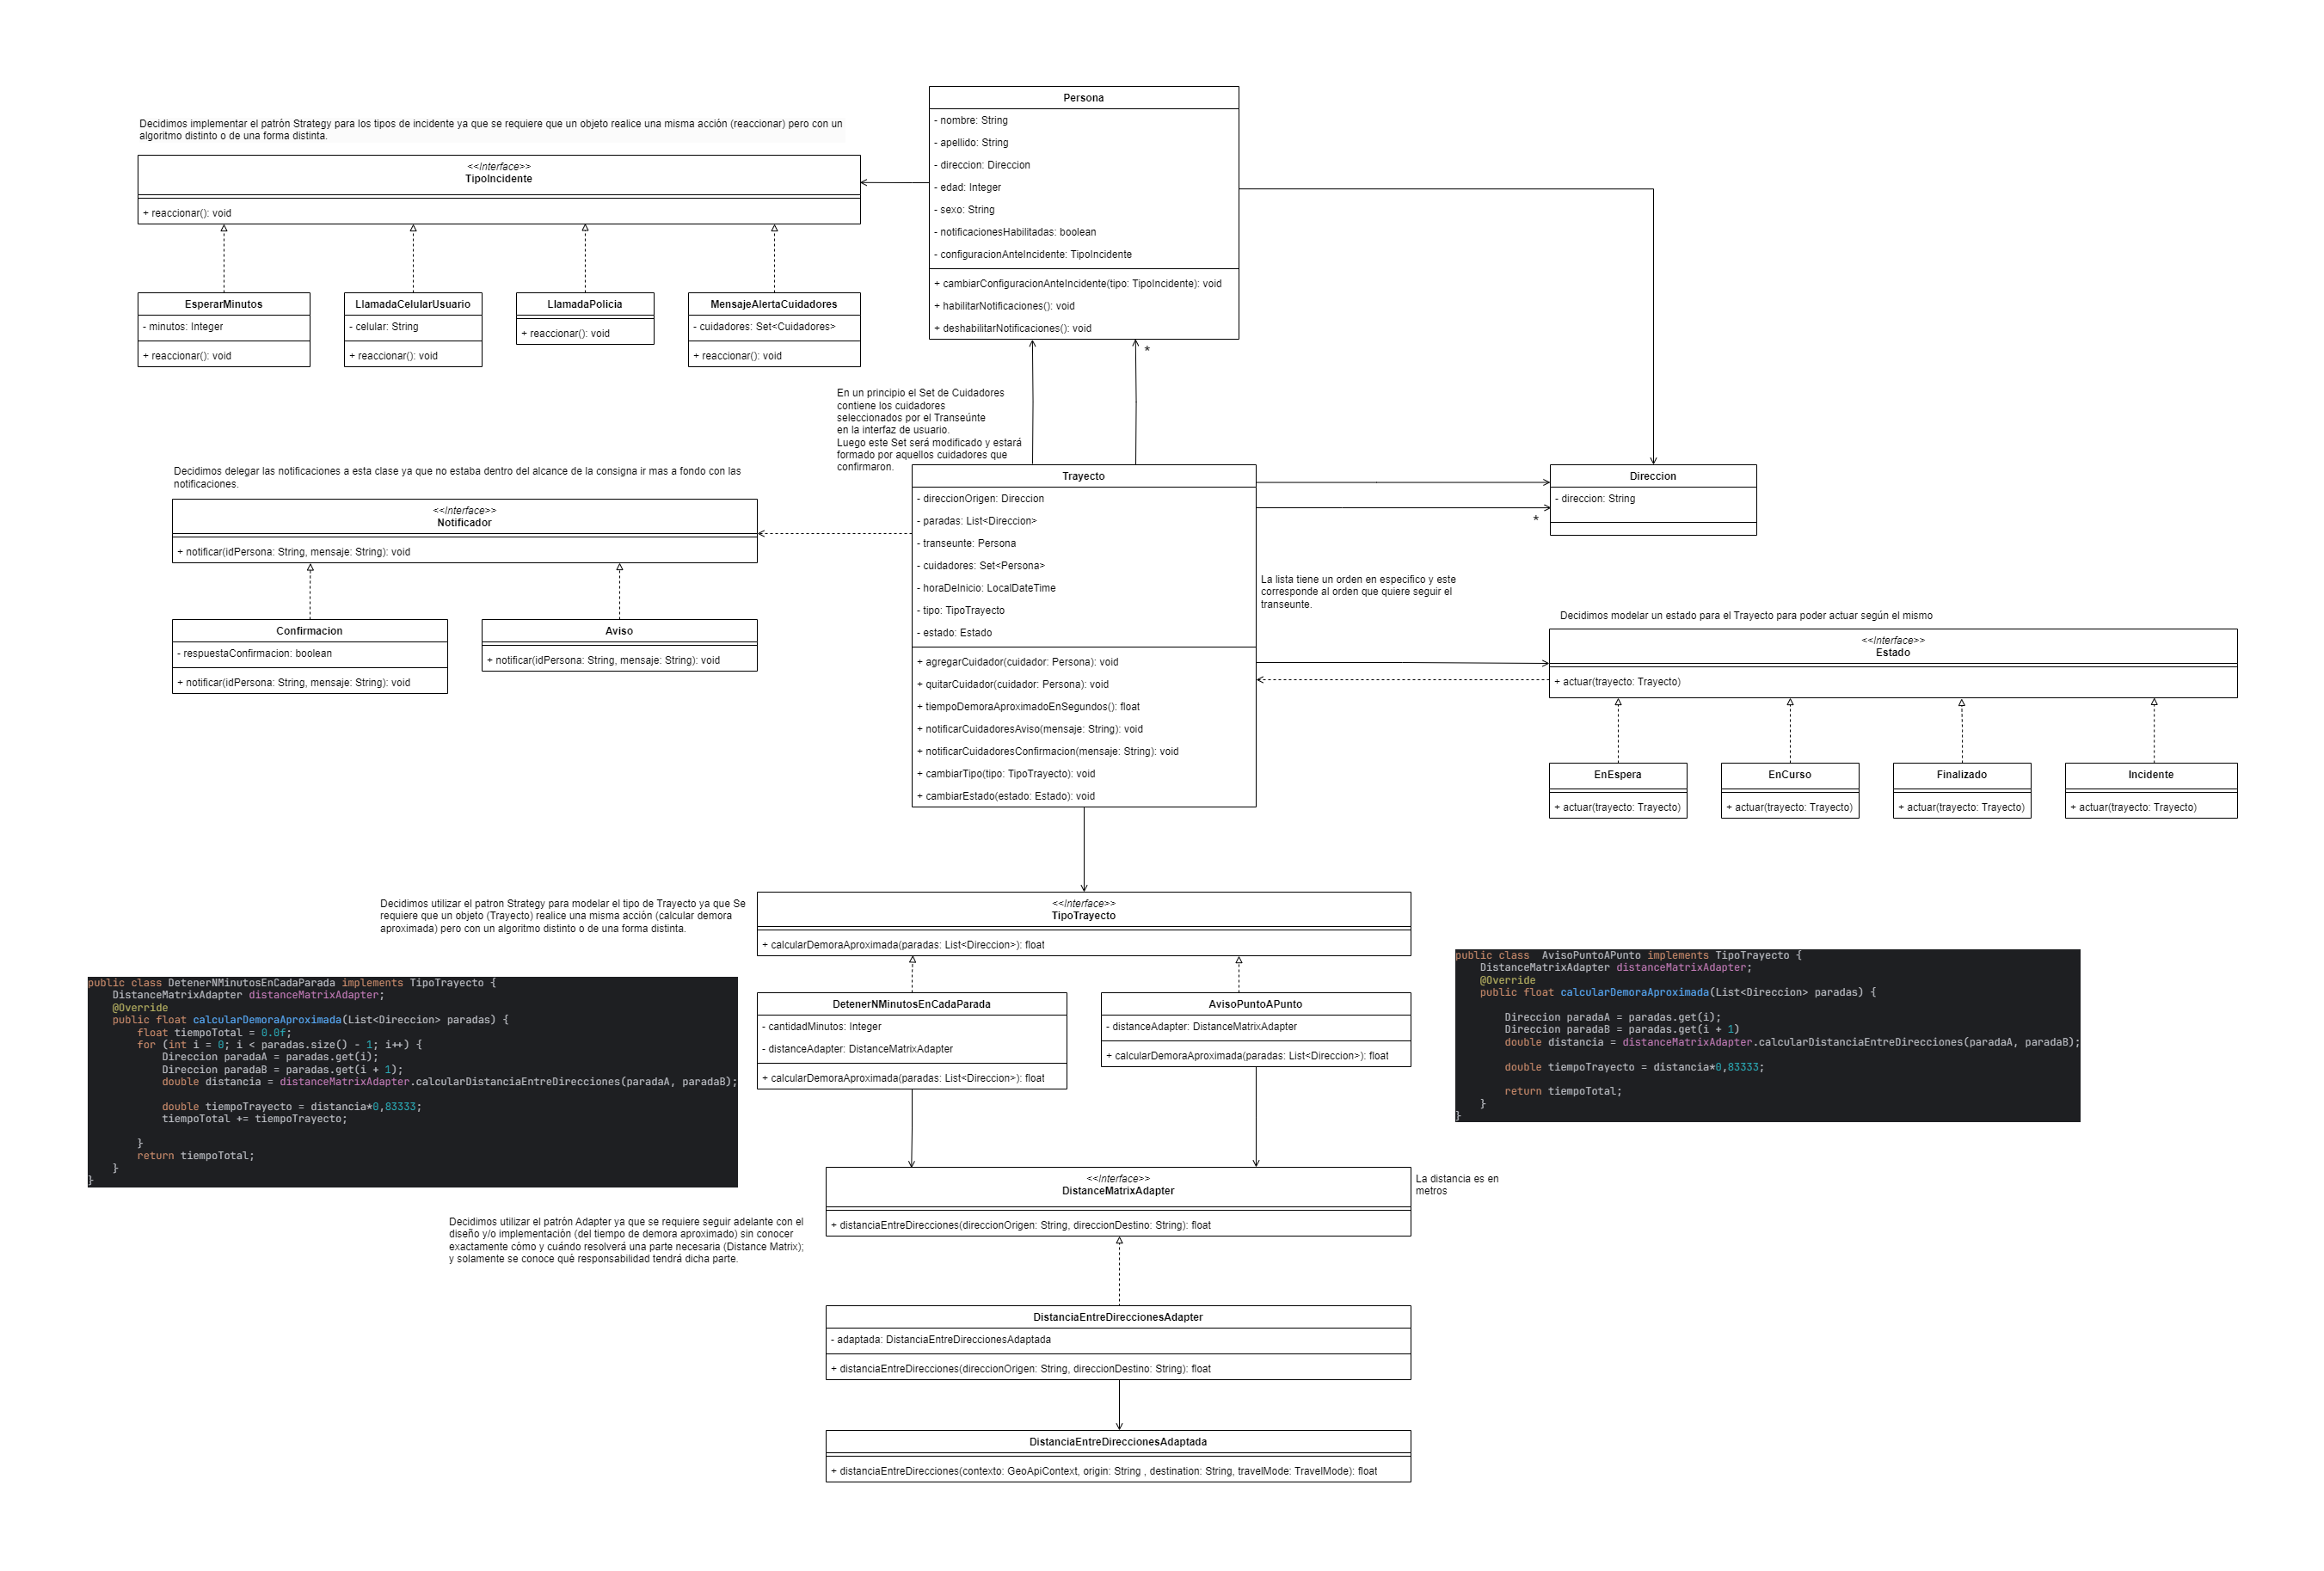 Persona
- nombre: String
- apellido: String
- direccion: Direccion
- edad: Integer
- sexo: String
- notificacionesHabilitadas: boolean
- configuracionAnteIncidente: TipoIncidente
+ cambiarConfiguracionAnteIncidente(tipo: TipoIncidente): void
+ habilitarNotificaciones(): void
+ deshabilitarNotificaciones(): void
*
Decidimos implementar el patrón Strategy para los tipos de incidente ya que se requiere que un objeto realice una misma acción (reaccionar) pero con un
algoritmo distinto o de una forma distinta.
<<Interface>>
TipoIncidente
+ reaccionar(): void
EsperarMinutos
- minutos: Integer
+ reaccionar(): void
LlamadaCelularUsuario
- celular: String
+ reaccionar(): void
LlamadaPolicia
+ reaccionar(): void
MensajeAlertaCuidadores
- cuidadores: Set<Cuidadores>
+ reaccionar(): void
En un principio el Set de Cuidadores
contiene los cuidadores
seleccionados por el Transeúnte
en la interfaz de usuario.
Luego este Set será modificado y estará
formado por aquellos cuidadores que
confirmaron.
Decidimos delegar las notificaciones a esta clase ya que no estaba dentro del alcance de la consigna ir mas a fondo con las
notificaciones.
<<Interface>>
Notificador
+ notificar(idPersona: String, mensaje: String): void
Confirmacion
- respuestaConfirmacion: boolean
+ notificar(idPersona: String, mensaje: String): void
Aviso
+ notificar(idPersona: String, mensaje: String): void
Trayecto
- direccionOrigen: Direccion
- paradas: List<Direccion>
- transeunte: Persona
- cuidadores: Set<Persona>
- horaDeInicio: LocalDateTime
- tipo: TipoTrayecto
- estado: Estado
+ agregarCuidador(cuidador: Persona): void
+ quitarCuidador(cuidador: Persona): void
+ tiempoDemoraAproximadoEnSegundos(): float
+ notificarCuidadoresAviso(mensaje: String): void
+ notificarCuidadoresConfirmacion(mensaje: String): void
+ cambiarTipo(tipo: TipoTrayecto): void
+ cambiarEstado(estado: Estado): void
Direccion
- direccion: String
*
La lista tiene un orden en especifico y este
corresponde al orden que quiere seguir el
transeunte.
Decidimos modelar un estado para el Trayecto para poder actuar según el mismo
<<Interface>>
Estado
+ actuar(trayecto: Trayecto)
EnEspera
+ actuar(trayecto: Trayecto)
EnCurso
+ actuar(trayecto: Trayecto)
Finalizado
+ actuar(trayecto: Trayecto)
Incidente
+ actuar(trayecto: Trayecto)
Decidimos utilizar el patron Strategy para modelar el tipo de Trayecto ya que Se
requiere que un objeto (Trayecto) realice una misma acción (calcular demora
aproximada) pero con un algoritmo distinto o de una forma distinta.
<<Interface>>
TipoTrayecto
+ calcularDemoraAproximada(paradas: List<Direccion>): float
DetenerNMinutosEnCadaParada
- cantidadMinutos: Integer
- distanceAdapter: DistanceMatrixAdapter
+ calcularDemoraAproximada(paradas: List<Direccion>): float
AvisoPuntoAPunto
- distanceAdapter: DistanceMatrixAdapter
+ calcularDemoraAproximada(paradas: List<Direccion>): float
public class DetenerNMinutosEnCadaParada implements TipoTrayecto {
DistanceMatrixAdapter distanceMatrixAdapter;
@Override
public float calcularDemoraAproximada(List<Direccion> paradas) {
float tiempoTotal = 0.0f;
for (int i = 0; i < paradas.size() - 1; i++) {
Direccion paradaA = paradas.get(i);
Direccion paradaB = paradas.get(i + 1);
double distancia = distanceMatrixAdapter.calcularDistanciaEntreDirecciones(paradaA, paradaB);
double tiempoTrayecto = distancia*0,83333;
tiempoTotal += tiempoTrayecto;
}
return tiempoTotal;
}
}
public class  AvisoPuntoAPunto implements TipoTrayecto {
DistanceMatrixAdapter distanceMatrixAdapter;
@Override
public float calcularDemoraAproximada(List<Direccion> paradas) {
Direccion paradaA = paradas.get(i);
Direccion paradaB = paradas.get(i + 1)
double distancia = distanceMatrixAdapter.calcularDistanciaEntreDirecciones(paradaA, paradaB);
double tiempoTrayecto = distancia*0,83333;
return tiempoTotal;
}
}
<<Interface>>
DistanceMatrixAdapter
+ distanciaEntreDirecciones(direccionOrigen: String, direccionDestino: String): float
La distancia es en
metros
Decidimos utilizar el patrón Adapter ya que se requiere seguir adelante con el
diseño y/o implementación (del tiempo de demora aproximado) sin conocer
exactamente cómo y cuándo resolverá una parte necesaria (Distance Matrix);
y solamente se conoce qué responsabilidad tendrá dicha parte.
DistanciaEntreDireccionesAdapter
- adaptada: DistanciaEntreDireccionesAdaptada
+ distanciaEntreDirecciones(direccionOrigen: String, direccionDestino: String): float
DistanciaEntreDireccionesAdaptada
+ distanciaEntreDirecciones(contexto: GeoApiContext, origin: String , destination: String, travelMode: TravelMode): float